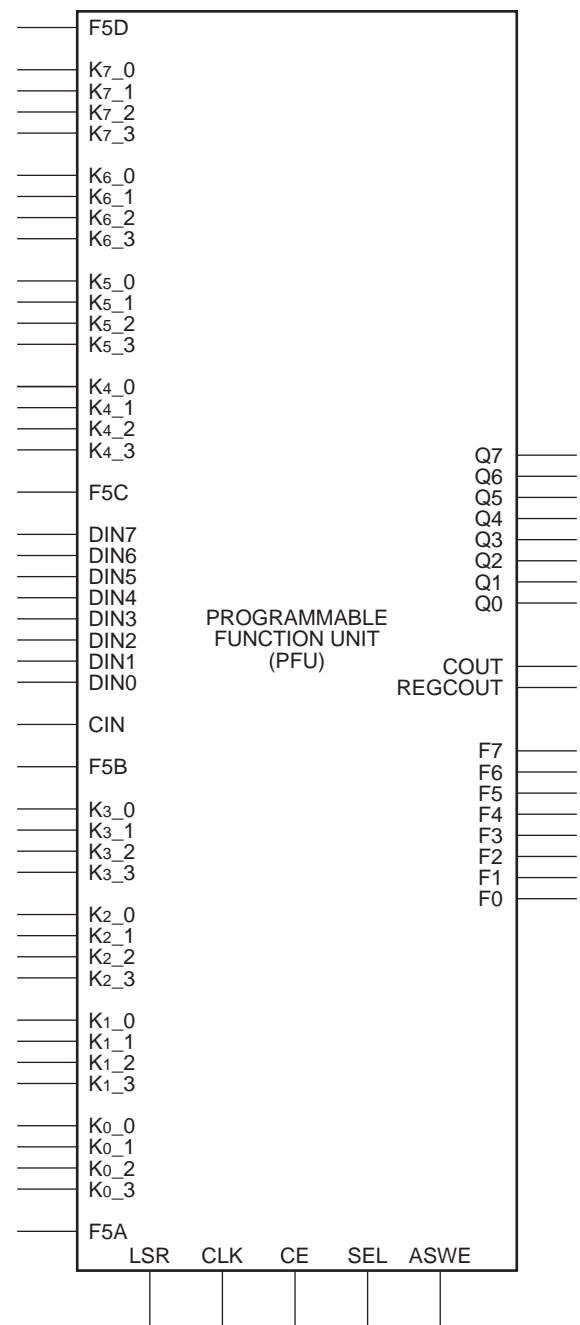 F5D
K7_0
K7_1
K7_2
K7_3
K6_0
K6_1
K6_2
K6_3
K5_0
K5_1
K5_2
K5_3
K4_0
K4_1
K4_2
K4_3
F5C
DIN7
DIN6
DIN5
DIN4
DIN3
DIN2
DIN1
DIN0
CIN
F5B
K3_0
K3_1
K3_2
K3_3
K2_0
K2_1
K2_2
K2_3
K1_0
K1_1
K1_2
K1_3
K0_0
K0_1
K0_2
K0_3
F5A
PROGRAMMABLE
FUNCTION UNIT
(PFU)
Q7
Q6
Q5
Q4
Q3
Q2
Q1
Q0
COUT
REGCOUT
F7
F6
F5
F4
F3
F2
F1
F0
LSR CLK CE SEL ASWE